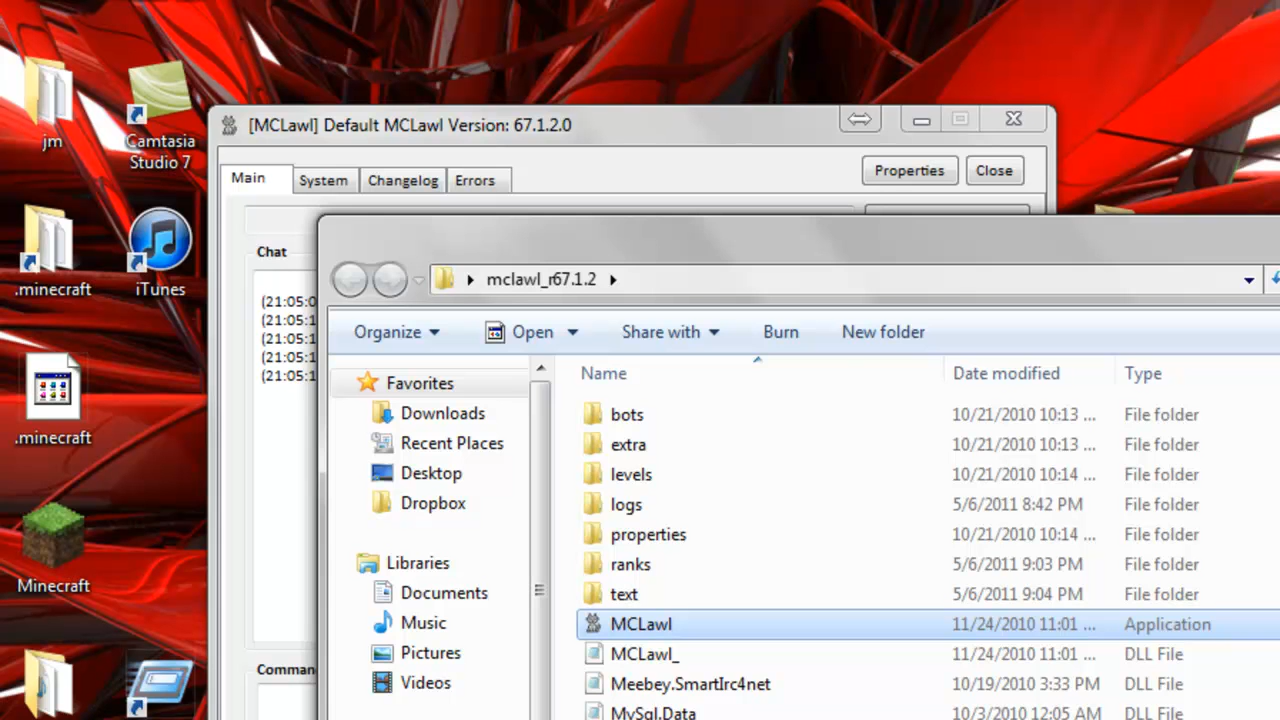 jm
Camtasia
Studio 7
.minecraft
iTunes
.minecraft
Minecraft
[MCLawl] Default MCLawl Version: 67.1.2.0
Main
System
Changelog
Errors
Properties
Close
Chat
(21:05:0
(21:05:1
(21:05:1
(21:05:1
(21:05:1
Comman
mclawl_r67.1.2
Organize
Open
Share with
Burn
New folder
Favorites
Downloads
Recent Places
Desktop
Dropbox
Libraries
Documents
Music
Pictures
Videos
Name Date modified Type
bots 10/21/2010 10:13 ... File folder
extra 10/21/2010 10:13 ... File folder
levels 10/21/2010 10:14 ... File folder
logs 5/6/2011 8:42 PM File folder
properties 10/21/2010 10:14 ... File folder
ranks 5/6/2011 9:03 PM File folder
text 5/6/2011 9:04 PM File folder
MCLawl 11/24/2010 11:01 ... Application
MCLawl_ 11/24/2010 11:01 ... DLL File
Meebey.SmartIrc4net 10/19/2010 3:33 PM DLL File
MySql.Data 10/3/2010 12:05 AM DLL File